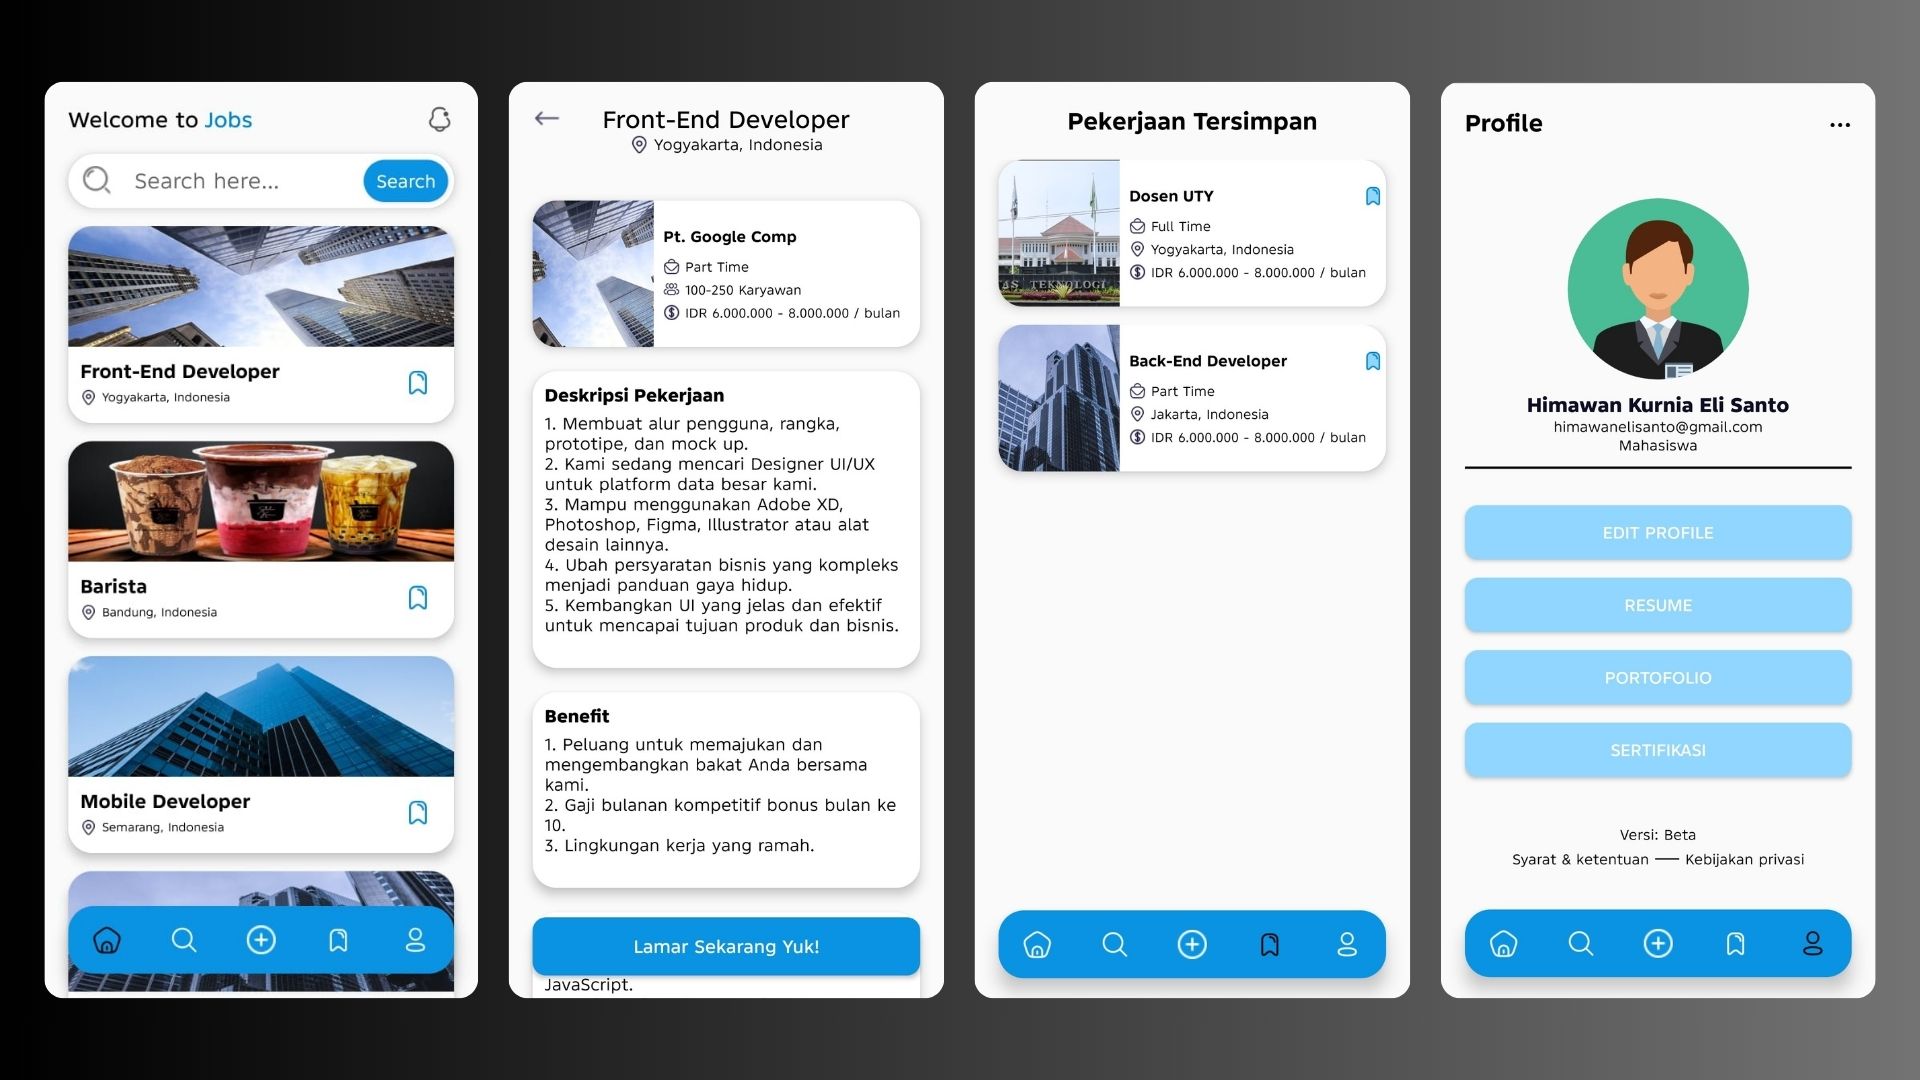 Welcome to Jobs
Search here...
Search
Front-End Developer
Yogyakarta, Indonesia
Barista
Bandung, Indonesia
Mobile Developer
Semarang, Indonesia
Front-End Developer
Yogyakarta, Indonesia
Pt. Google Comp
Part Time
100-250 Karyawan
IDR 6.000.000 - 8.000.000 / bulan
Deskripsi Pekerjaan
1. Membuat alur pengguna, rangka,
prototipe, dan mock up.
2. Kami sedang mencari Designer UI/UX
untuk platform data besar kami.
3. Mampu menggunakan Adobe XD,
Photoshop, Figma, Illustrator atau alat
desain lainnya.
4. Ubah persyaratan bisnis yang kompleks
menjadi panduan gaya hidup.
5. Kembangkan UI yang jelas dan efektif
untuk mencapai tujuan produk dan bisnis.
Benefit
1. Peluang untuk memajukan dan
mengembangkan bakat Anda bersama
kami.
2. Gaji bulanan kompetitif bonus bulan ke
10.
3. Lingkungan kerja yang ramah.
Lamar Sekarang Yuk!
JavaScript.
Pekerjaan Tersimpan
Dosen UTY
Full Time
Yogyakarta, Indonesia
IDR 6.000.000 - 8.000.000 / bulan
AS TEKNOLOGI
Back-End Developer
Part Time
Jakarta, Indonesia
IDR 6.000.000 - 8.000.000 / bulan
Profile
Himawan Kurnia Eli Santo
himawanelisanto@gmail.com
Mahasiswa
EDIT PROFILE
RESUME
PORTOFOLIO
SERTIFIKASI
Versi: Beta
Syarat & ketentuan — Kebijakan privasi